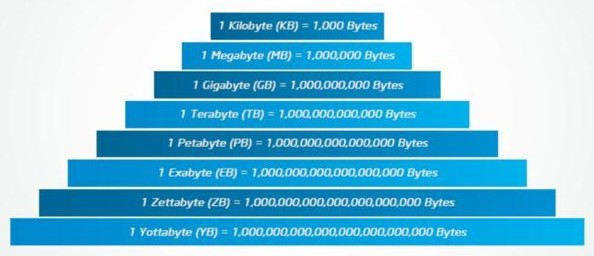 1 Kilobyte (KB) = 1,000 Bytes
1 Megabyte (MB) = 1,000,000 Bytes
1 Gigabyte (GB) = 1,000,000,000 Bytes
1 Terabyte (TB) = 1,000,000,000,000 Bytes
1 Petabyte (PB) = 1,000,000,000,000,000 Bytes
1 Exabyte (EB) = 1,000,000,000,000,000,000 Bytes
1 Zettabyte (ZB) = 1,000,000,000,000,000,000,000 Bytes
1 Yottabyte (YB) = 1,000,000,000,000,000,000,000,000 Bytes